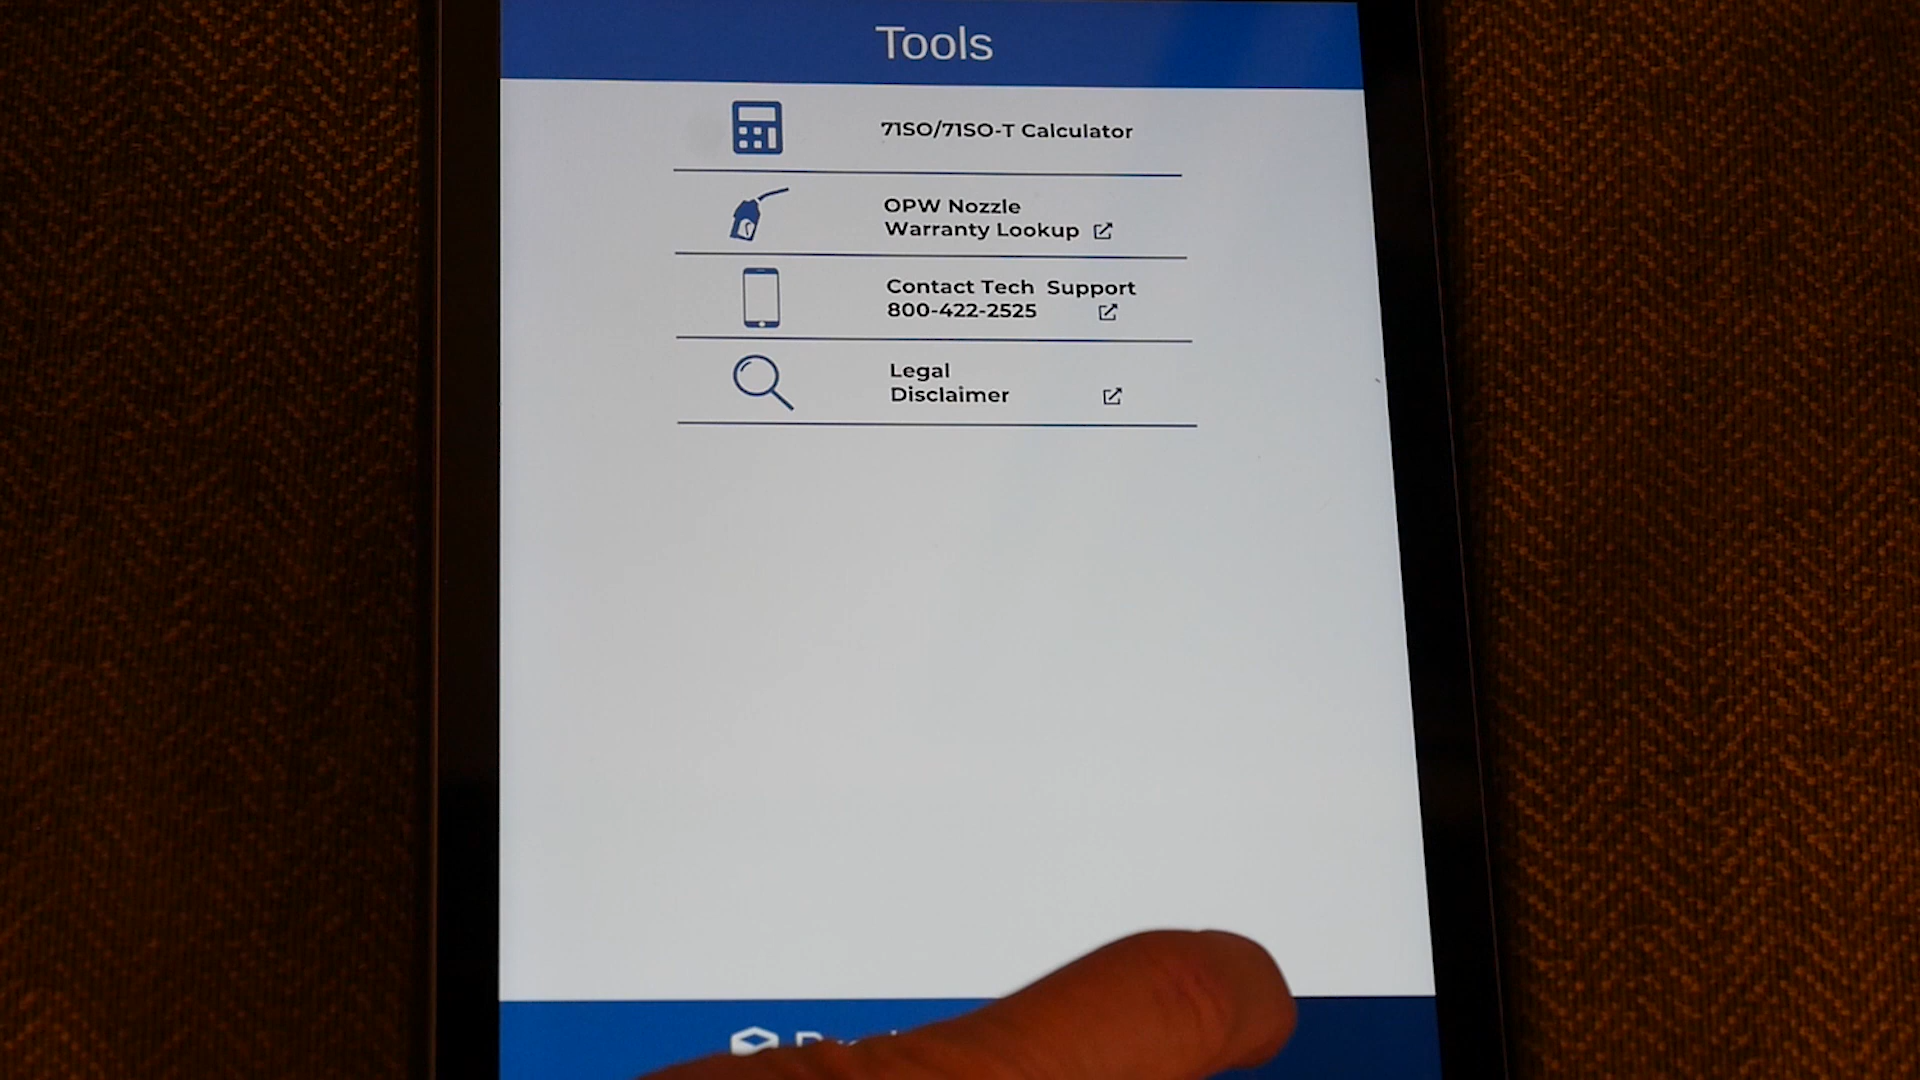 Tools
71SO/71SO-T Calculator
OPW Nozzle
Warranty Lookup
Contact Tech Support
800-422-2525
Legal
Disclaimer